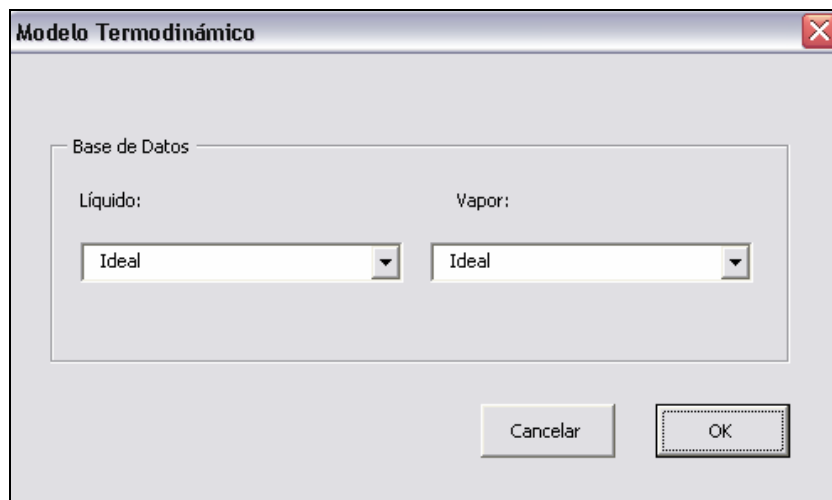 Modelo Termodinámico
Base de Datos
Líquido: Vapor:
Ideal Ideal
Cancelar OK